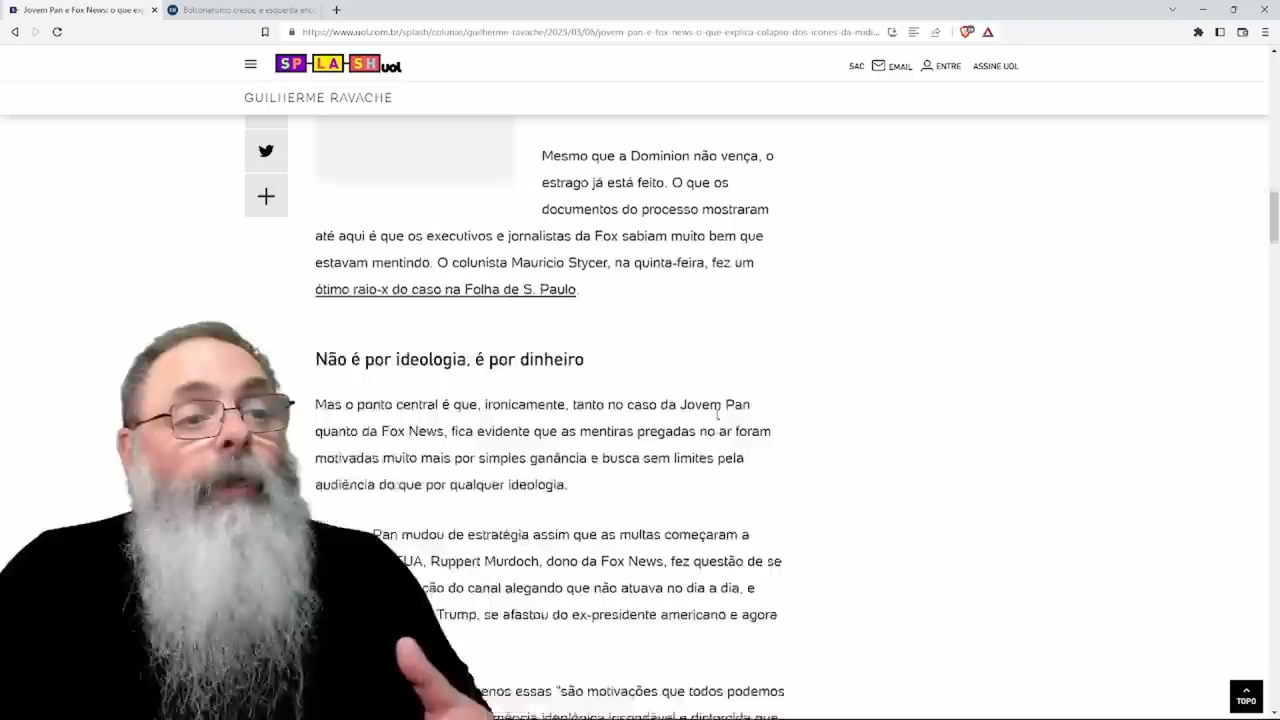 Jovem Pan e Fox News: o que exp
Bolsonarismo cresce, e esquerda enc
https://www.uol.com.br/splash/colunas/guilherme-ravache/2023/03/06/jovem-pan-e-fox-news-o-que-explica-colapso-dos-icones-da-midi...
SPLASH uol
SAC EMAIL ENTRE ASSINE UOL
GUILHERME RAVACHE
Mesmo que a Dominion não vença, o
estrago já está feito. O que os
documentos do processo mostraram
até aqui é que os executivos e jornalistas da Fox sabiam muito bem que
estavam mentindo. O colunista Mauricio Stycer, na quinta-feira, fez um
ótimo raio-x do caso na Folha de S. Paulo.
Não é por ideologia, é por dinheiro
Mas o ponto central é que, ironicamente, tanto no caso da Jovem Pan
quanto da Fox News, fica evidente que as mentiras pregadas no ar foram
motivadas muito mais por simples ganância e busca sem limites pela
audiência do que por qualquer ideologia.
Pan mudou de estratégia assim que as multas começaram a
EUA, Ruppert Murdoch, dono da Fox News, fez questão de se
ção do canal alegando que não atuava no dia a dia, e
Trump, se afastou do ex-presidente americano e agora
enos essas "são motivações que todos podemos
ideológica insondável e distorcida que
TOPO